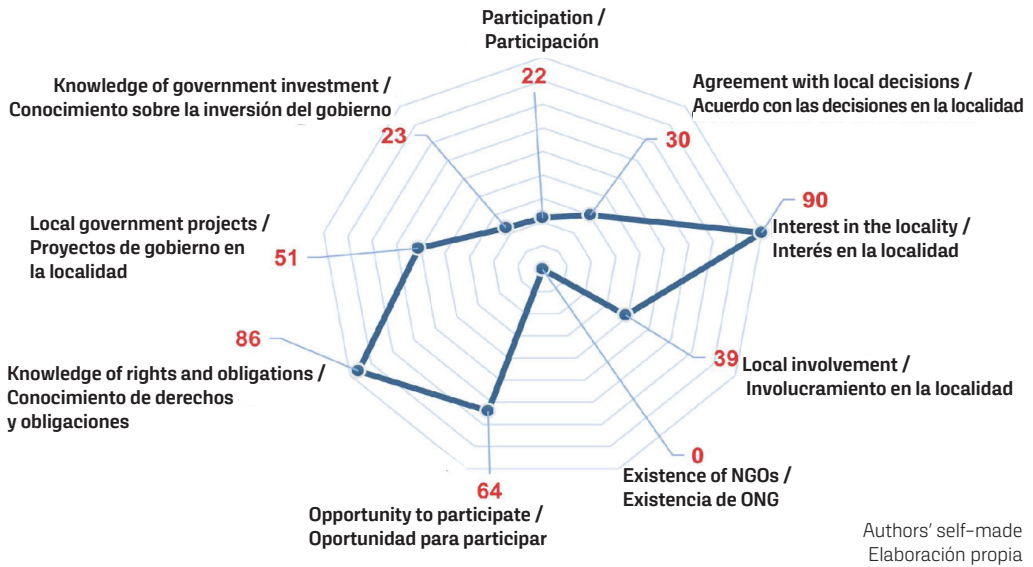 Participation /
Participación
22
Agreement with local decisions /
Acuerdo con las decisiones en la localidad
30
90
Interest in the locality /
Interés en la localidad
39
Local involvement /
Involucramiento en la localidad
0
Existence of NGOs /
Existencia de ONG
64
Opportunity to participate /
Oportunidad para participar
86
Knowledge of rights and obligations /
Conocimiento de derechos
y obligaciones
Local government projects /
Proyectos de gobierno en
la localidad
51
Knowledge of government investment /
Conocimiento sobre la inversión del gobierno
23
Authors' self-made
Elaboración propia